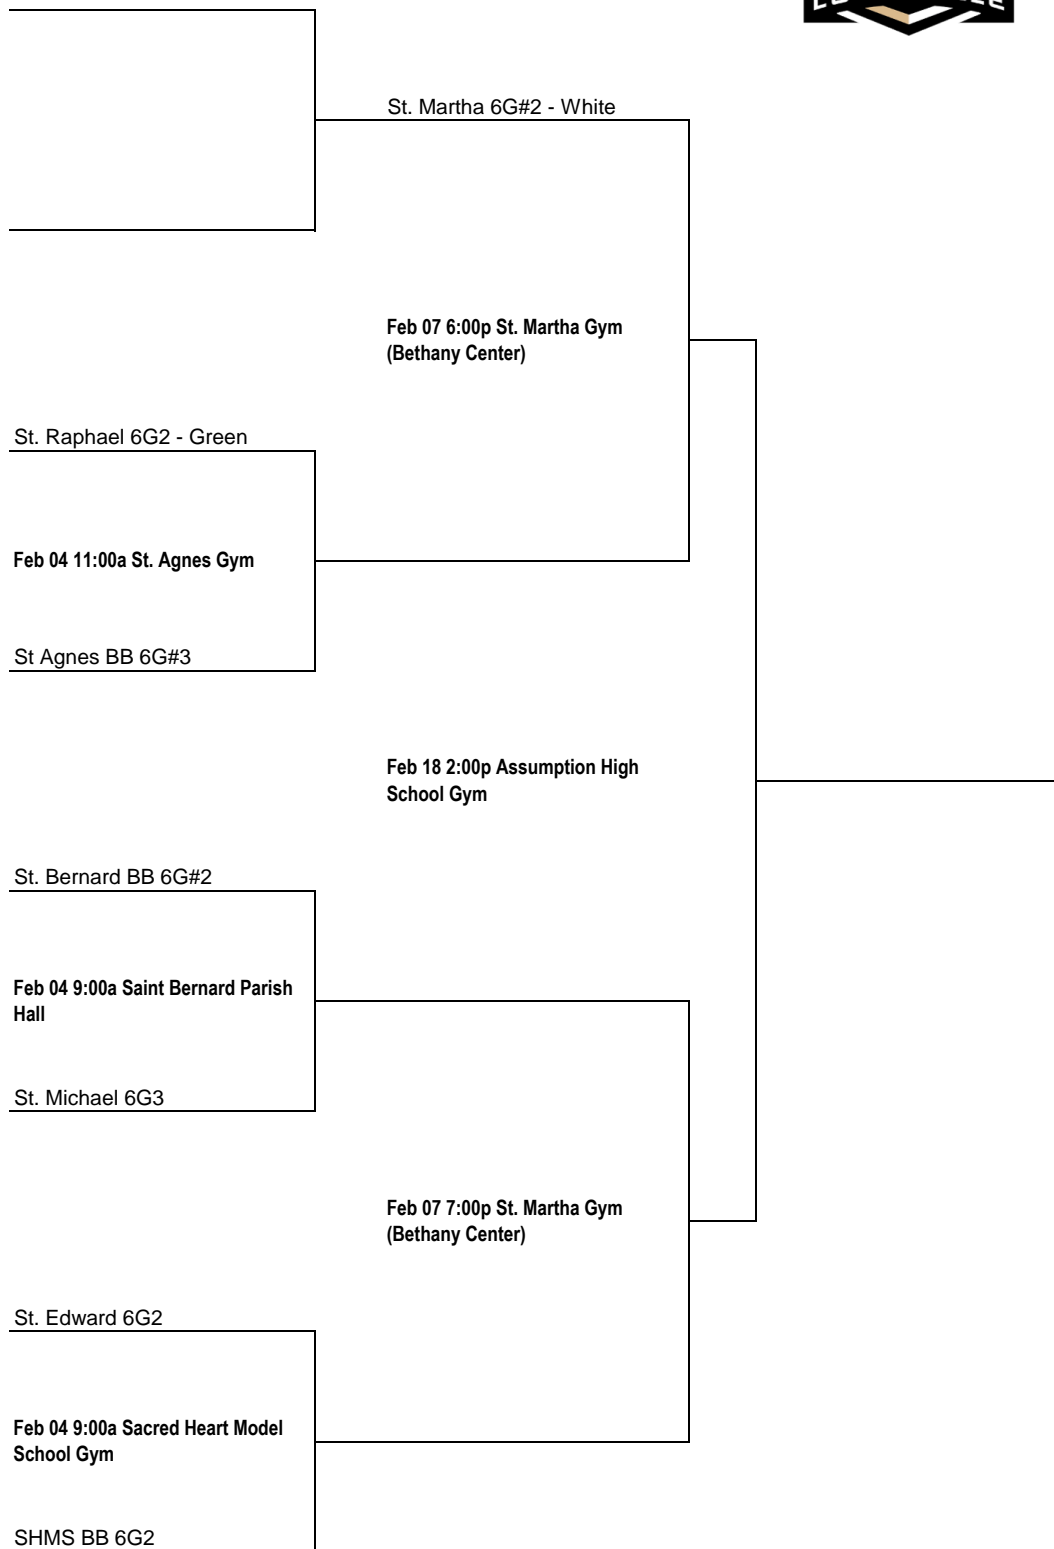 St. Martha 6G#2 - White
Feb 07 6:00p St. Martha Gym
(Bethany Center)
St. Raphael 6G2 - Green
Feb 04 11:00a St. Agnes Gym
St Agnes BB 6G#3
Feb 18 2:00p Assumption High
School Gym
St. Bernard BB 6G#2
Feb 04 9:00a Saint Bernard Parish
Hall
St. Michael 6G3
Feb 07 7:00p St. Martha Gym
(Bethany Center)
St. Edward 6G2
Feb 04 9:00a Sacred Heart Model
School Gym
SHMS BB 6G2